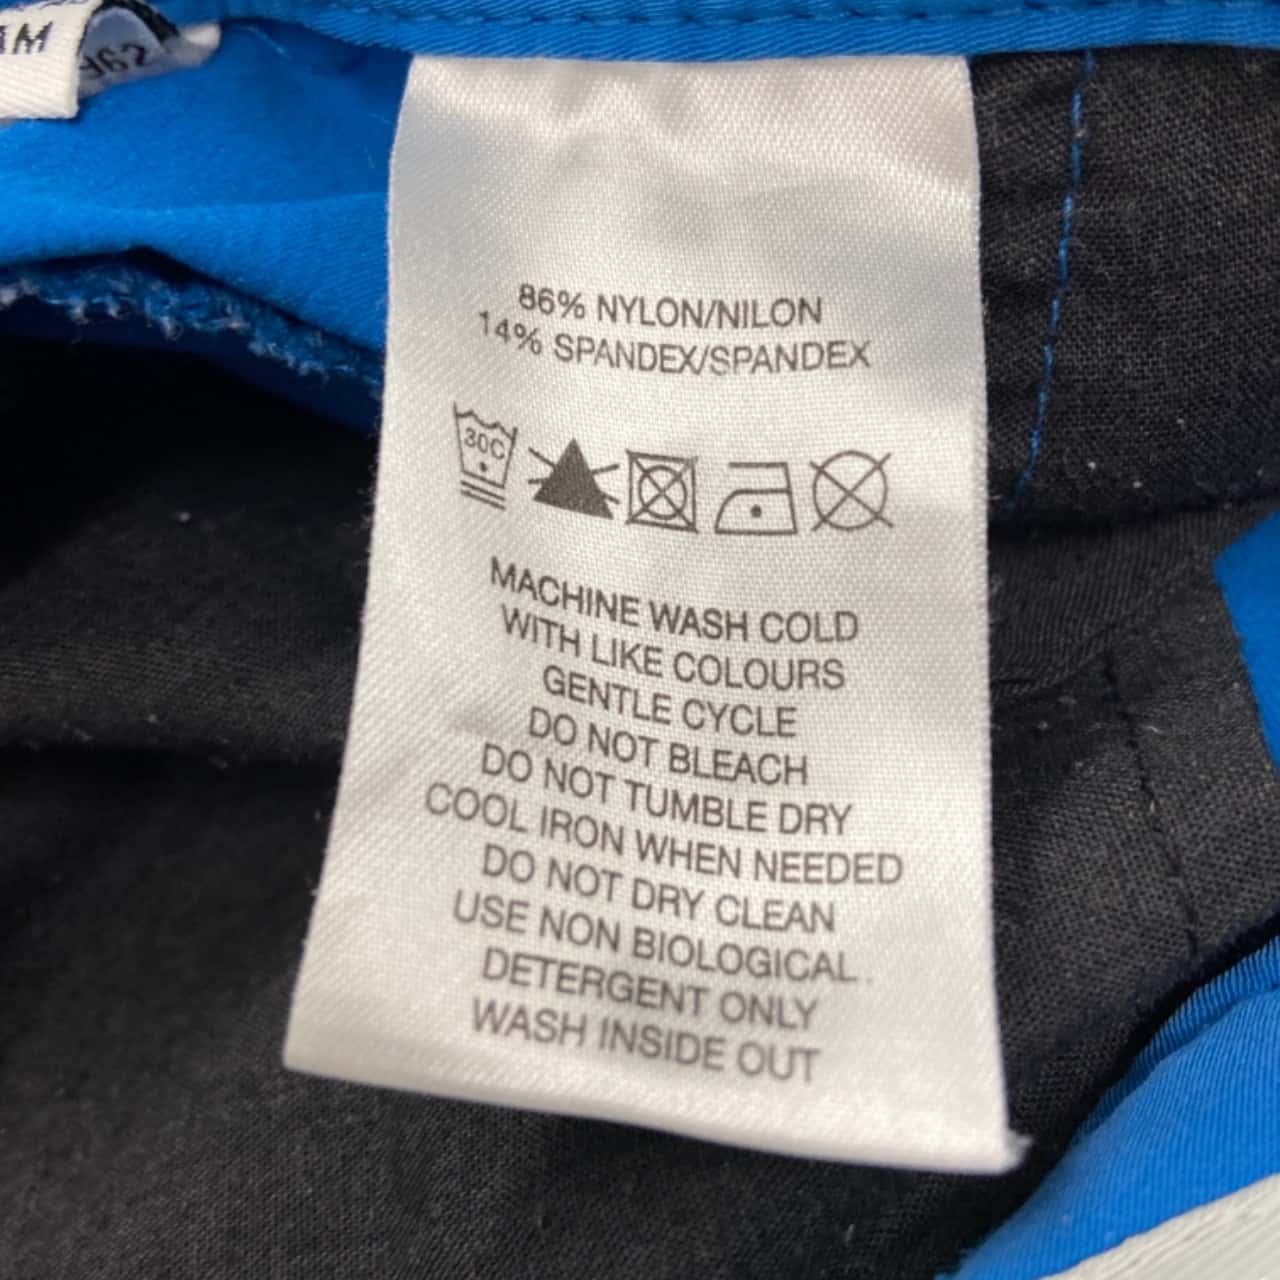 AM
962
86% NYLON/NILON
14% SPANDEX/SPANDEX
30C
MACHINE WASH COLD
WITH LIKE COLOURS
GENTLE CYCLE
DO NOT BLEACH
DO NOT TUMBLE DRY
COOL IRON WHEN NEEDED
DO NOT DRY CLEAN
USE NON BIOLOGICAL
DETERGENT ONLY
WASH INSIDE OUT